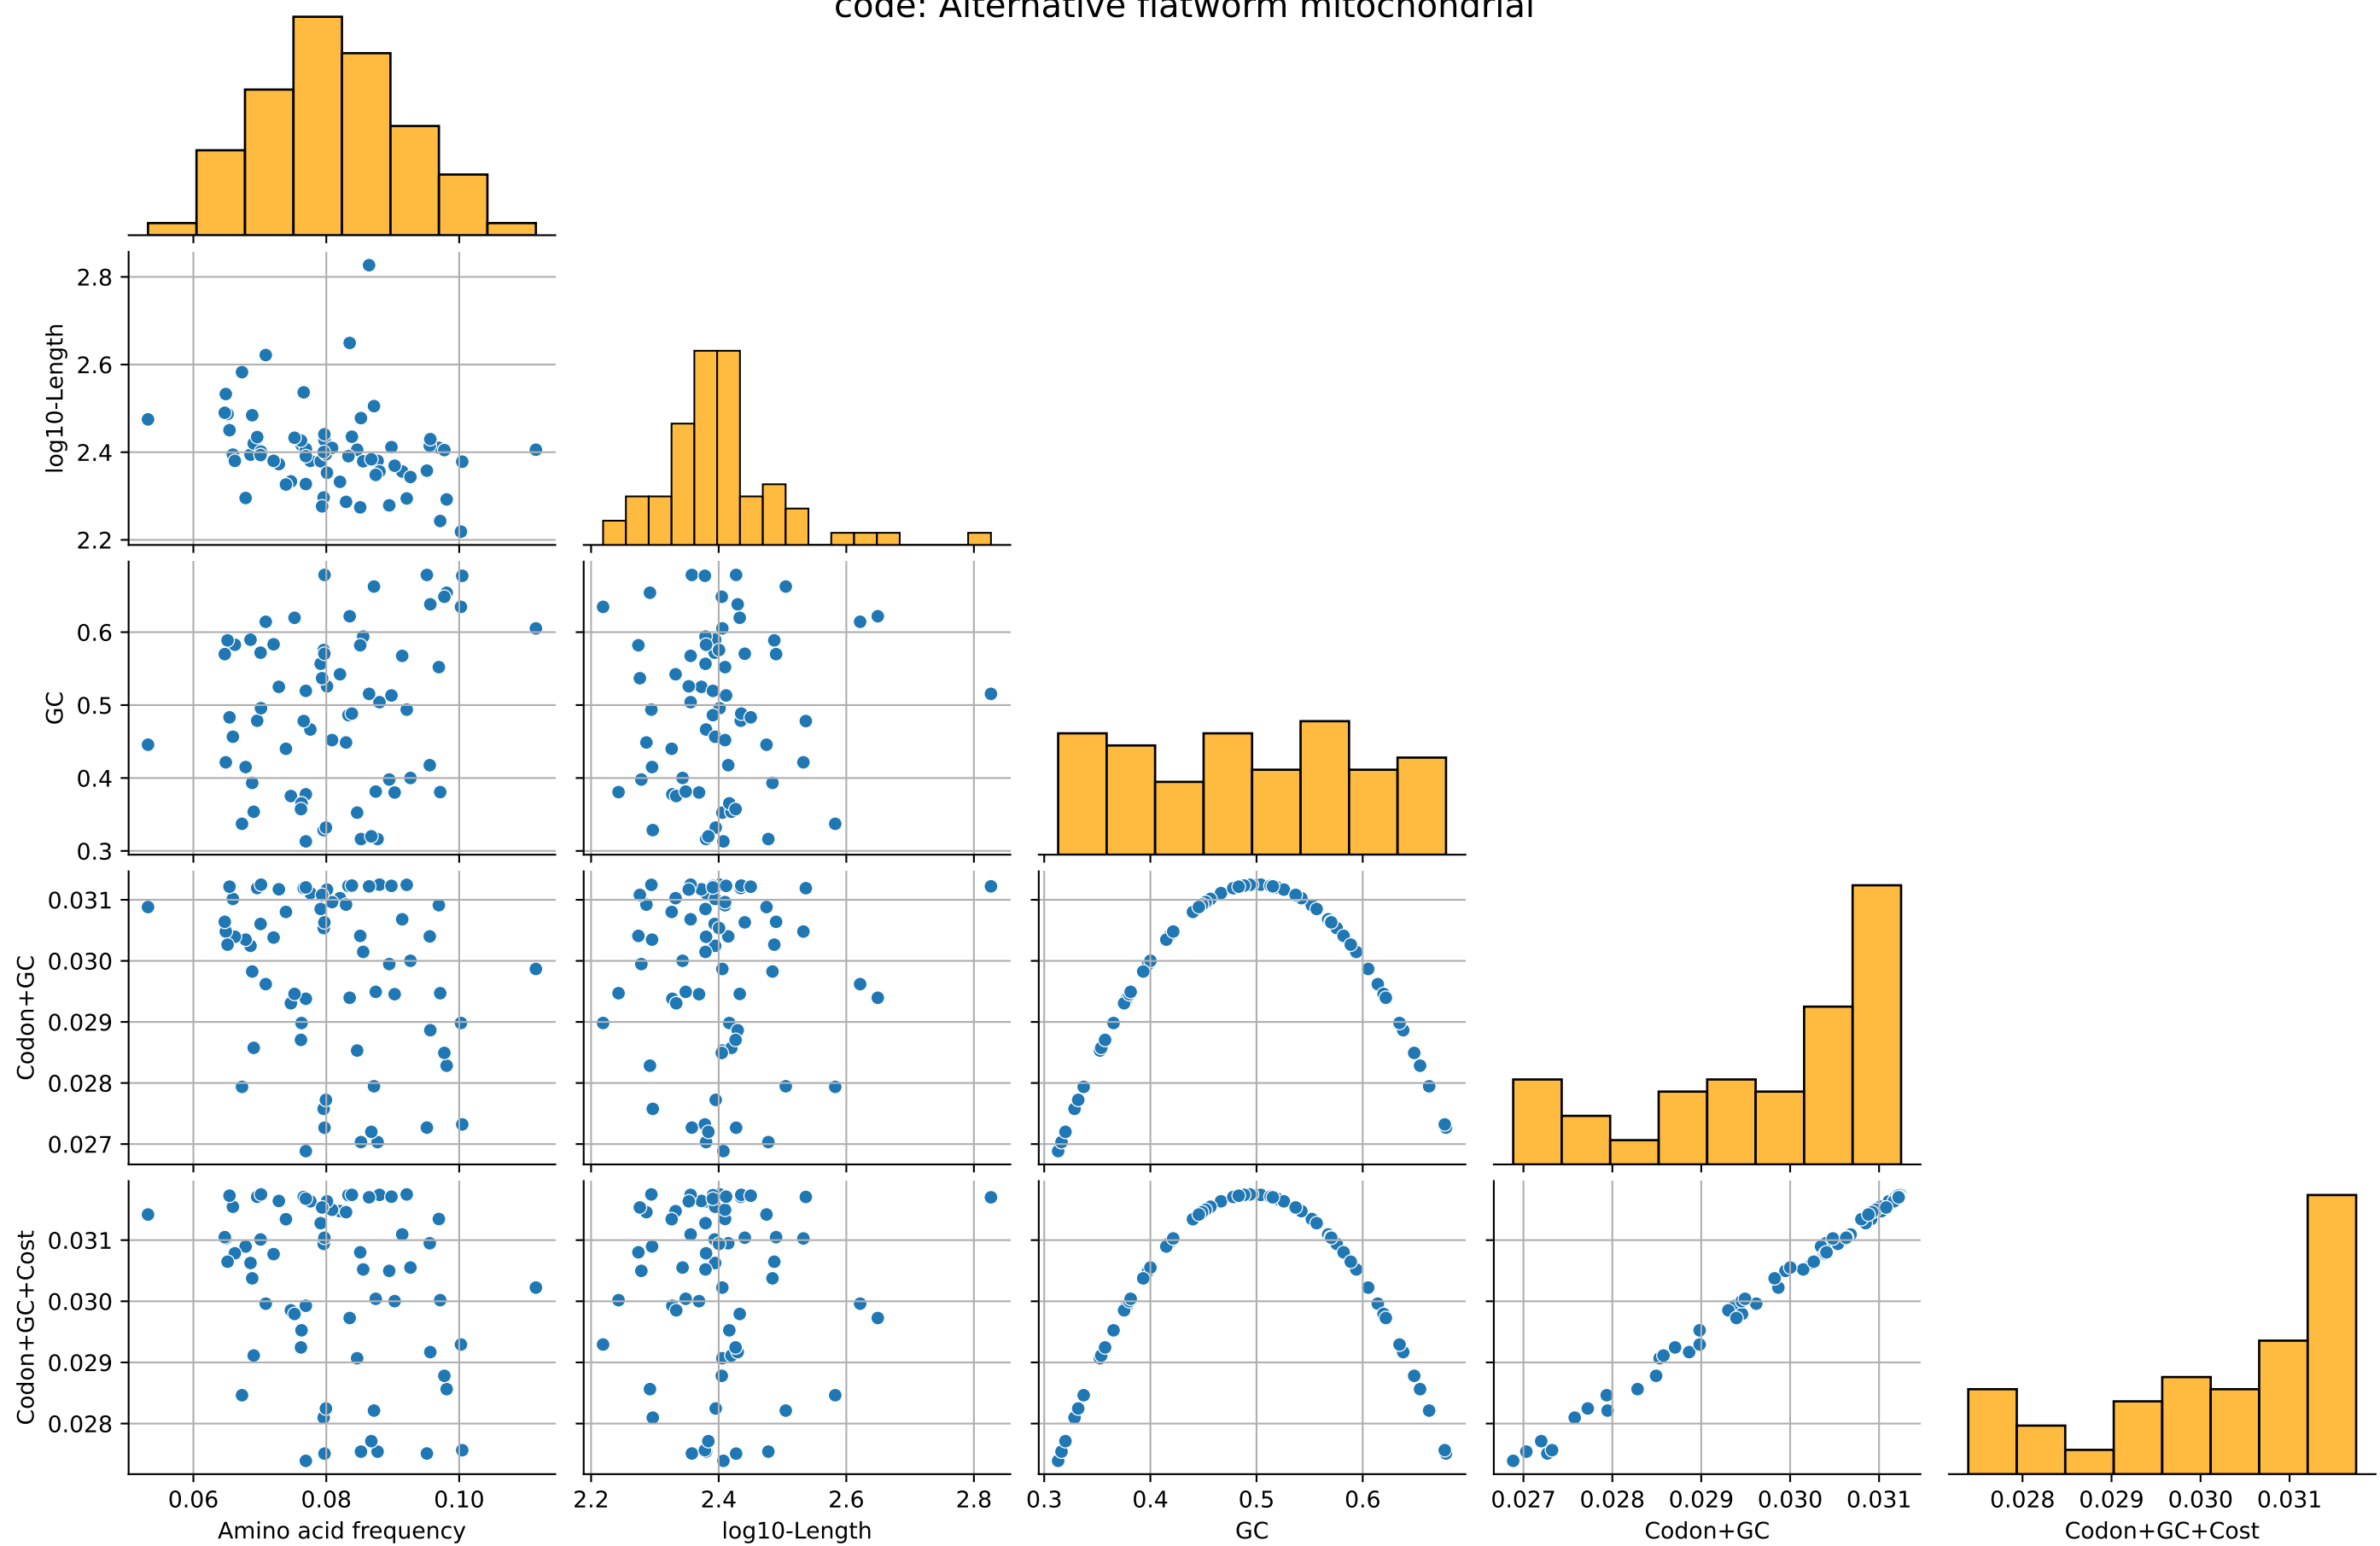 code: Alternative flatworm mitochondrial
2.8
2.6
2.4
2.2
log10-Length
0.6
0.5
0.4
0.3
GC
0.031
0.030
0.029
0.028
0.027
Codon+GC
0.031
0.030
0.029
0.028
Codon+GC+Cost
0.06 0.08 0.10
2.2 2.4 2.6 2.8
0.3 0.4 0.5 0.6
0.027 0.028 0.029 0.030 0.031
0.028 0.029 0.030 0.031
Amino acid frequency
log10-Length
GC
Codon+GC
Codon+GC+Cost